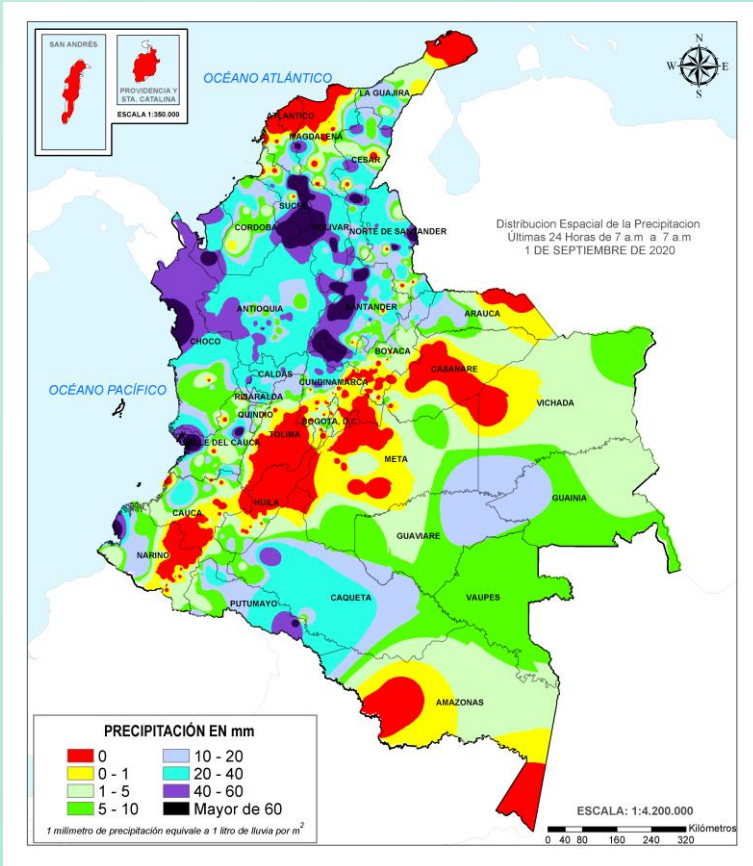 SAN ANDRÉS
PROVIDENCIA Y
STA. CATALINA
ESCALA 1:350.000
OCÉANO ATLÁNTICO
N
W E
S
LA GUAJIRA
ATLANTICO
MAGDALENA
CESAR
SUCRE
CORDOBA
BOLIVAR
NORTE DE SANTANDER
Distribucion Espacial de la Precipitacion
Últimas 24 Horas de 7 a.m a 7 a.m
1 DE SEPTIEMBRE DE 2020
ANTIOQUIA
SANTANDER
ARAUCA
CHOCO
BOYACA
CASANARE
CALDAS
CUNDINAMARCA
OCÉANO PACÍFICO
RISARALDA
VICHADA
QUINDIO
BOGOTA, D.C.
TOLIMA
VALLE DEL CAUCA
META
HUILA
GUAINIA
CAUCA
GUAVIARE
NARINO
PUTUMAYO
CAQUETA
VAUPES
AMAZONAS
PRECIPITACIÓN EN mm
0
0 - 1
1 - 5
5 - 10
10 - 20
20 - 40
40 - 60
Mayor de 60
1 milimetro de precipitación equivale a 1 litro de lluvia por m²
ESCALA: 1:4.200.000
Kilómetros
0 40 80 160 240 320